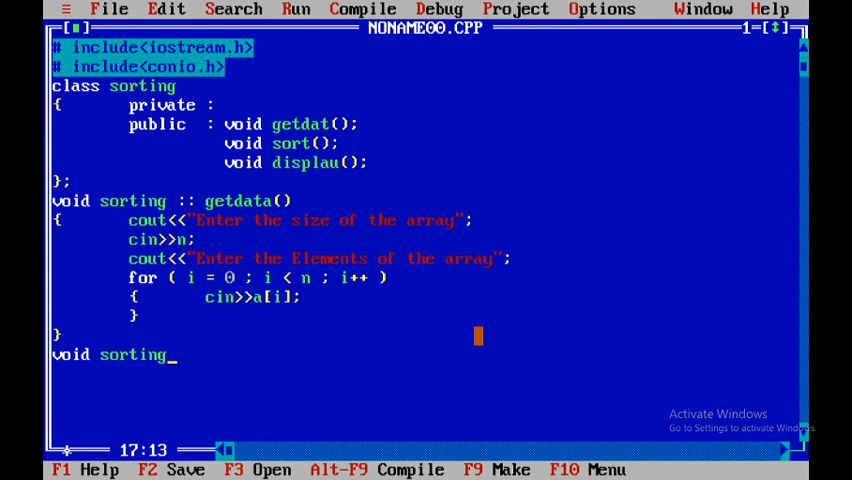 ≡ File Edit Search Run Compile Debug Project Options Window Help
[■] NONAME00.CPP 1=[↕]
# include<iostream.h>
# include<conio.h>
class sorting
{ private :
public : void getdat();
void sort();
void displau();
};
void sorting :: getdata()
{ cout<<"Enter the size of the array";
cin>>n;
cout<<"Enter the Elements of the array";
for ( i = 0 ; i < n ; i++ )
{ cin>>a[i];
}
}
void sorting_
Activate Windows
Go to Settings to activate Windows.
17:13
F1 Help F2 Save F3 Open Alt-F9 Compile F9 Make F10 Menu